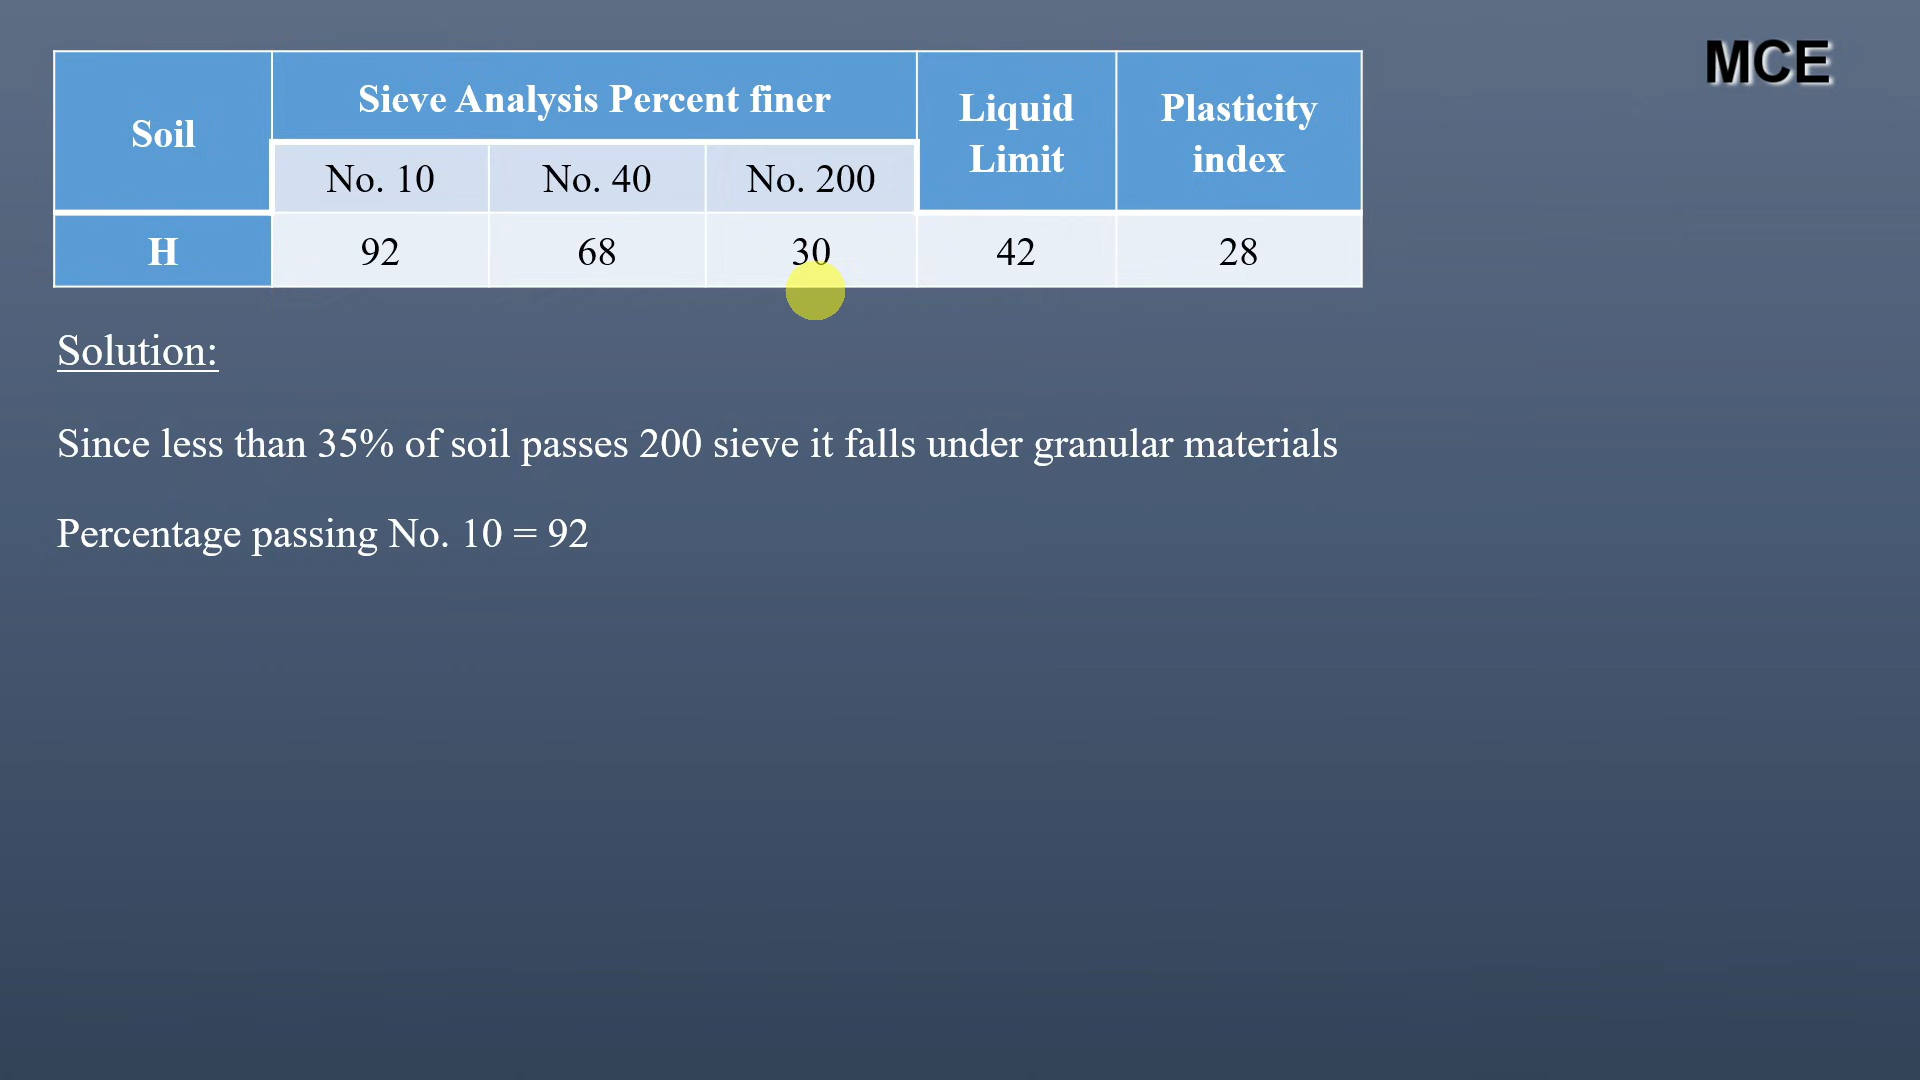 MCE
Soil
Sieve Analysis Percent finer
Liquid
Limit
Plasticity
index
No. 10
No. 40
No. 200
H
92
68
30
42
28
Solution:
Since less than 35% of soil passes 200 sieve it falls under granular materials
Percentage passing No. 10 = 92